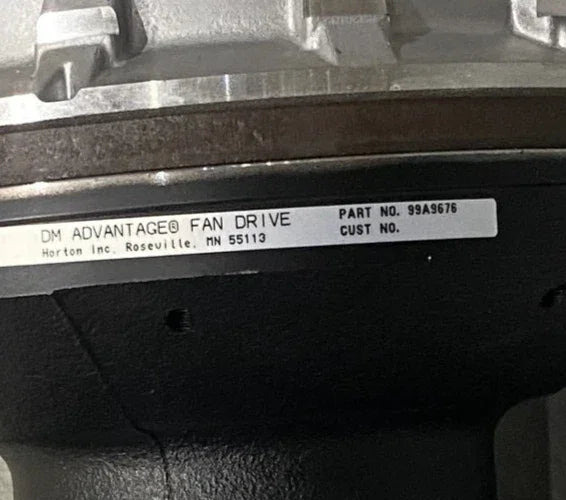 DM ADVANTAGE® FAN DRIVE
Horton Inc. Roseville, MN 55113
PART NO. 99A9676
CUST NO.